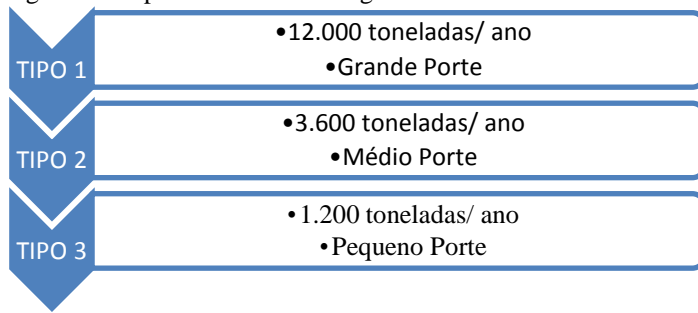 •12.000 toneladas/ ano
TIPO 1
•Grande Porte
•3.600 toneladas/ ano
TIPO 2
•Médio Porte
•1.200 toneladas/ ano
TIPO 3
•Pequeno Porte